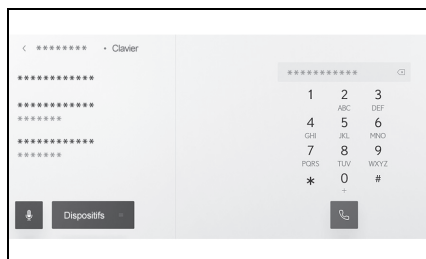 < ******** • Clavier
************
************
*******
************
*******
***********
1 2 3
ABC DEF
4 5 6
GHI JKL MNO
7 8 9
PQRS TUV WXYZ
* 0 #
+
Dispositifs